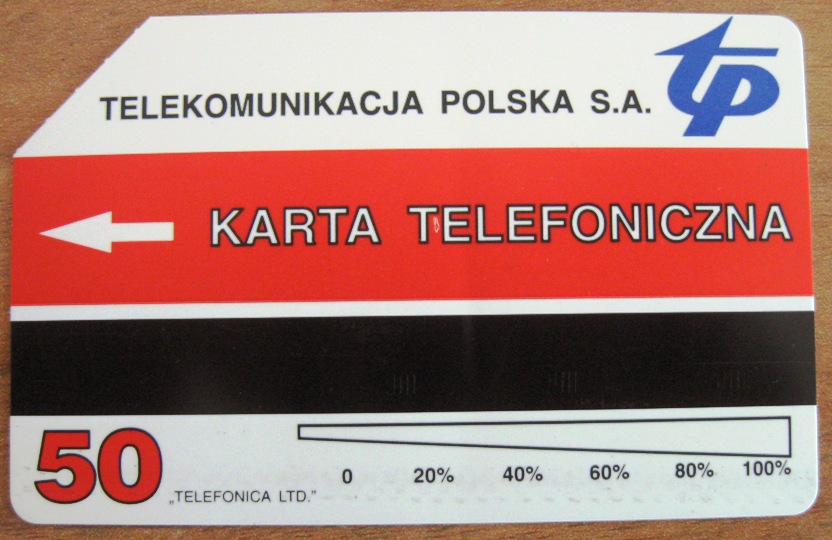 TELEKOMUNIKACJA POLSKA S.A. tp
KARTA TELEFONICZNA
50 „TELEFONICA LTD.”
0 20% 40% 60% 80% 100%